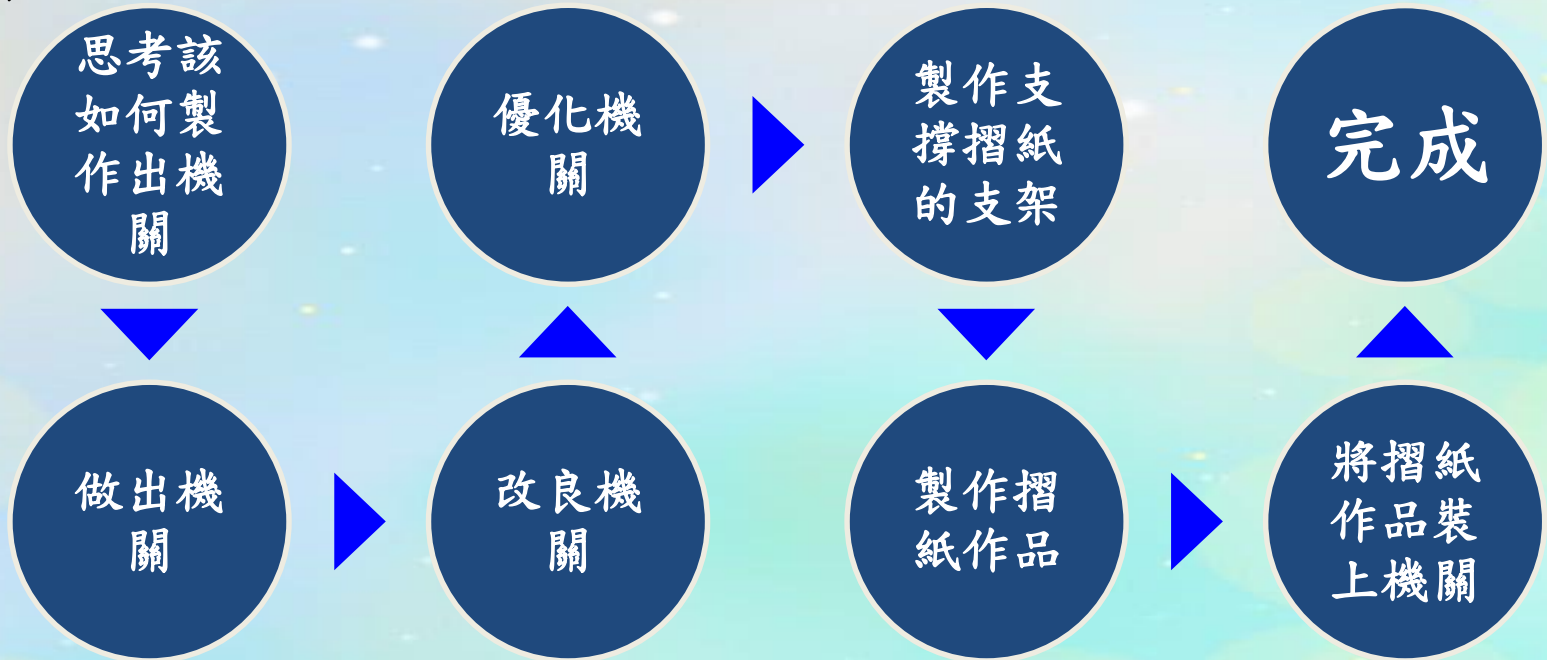 思考該
如何製
作出機
關
做出機
關
改良機
關
優化機
關
製作支
撐摺紙
的支架
製作摺
紙作品
將摺紙
作品裝
上機關
完成